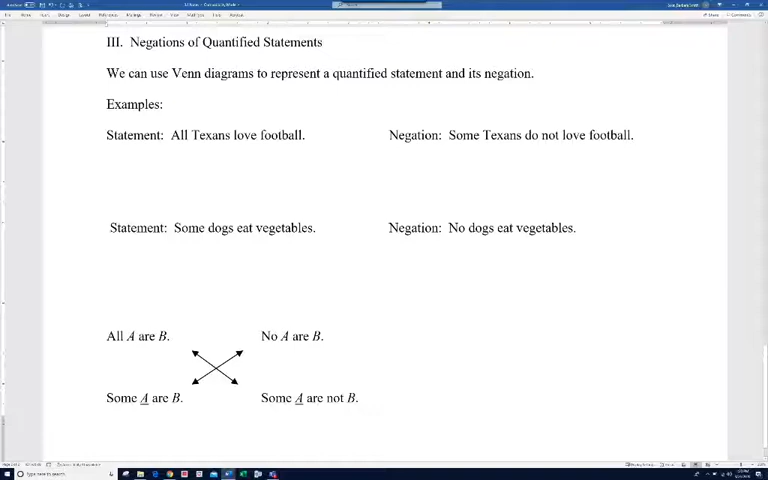 III. Negations of Quantified Statements
We can use Venn diagrams to represent a quantified statement and its negation.
Examples:
Statement: All Texans love football. Negation: Some Texans do not love football.
Statement: Some dogs eat vegetables. Negation: No dogs eat vegetables.
All A are B. No A are B.
Some A are B. Some A are not B.